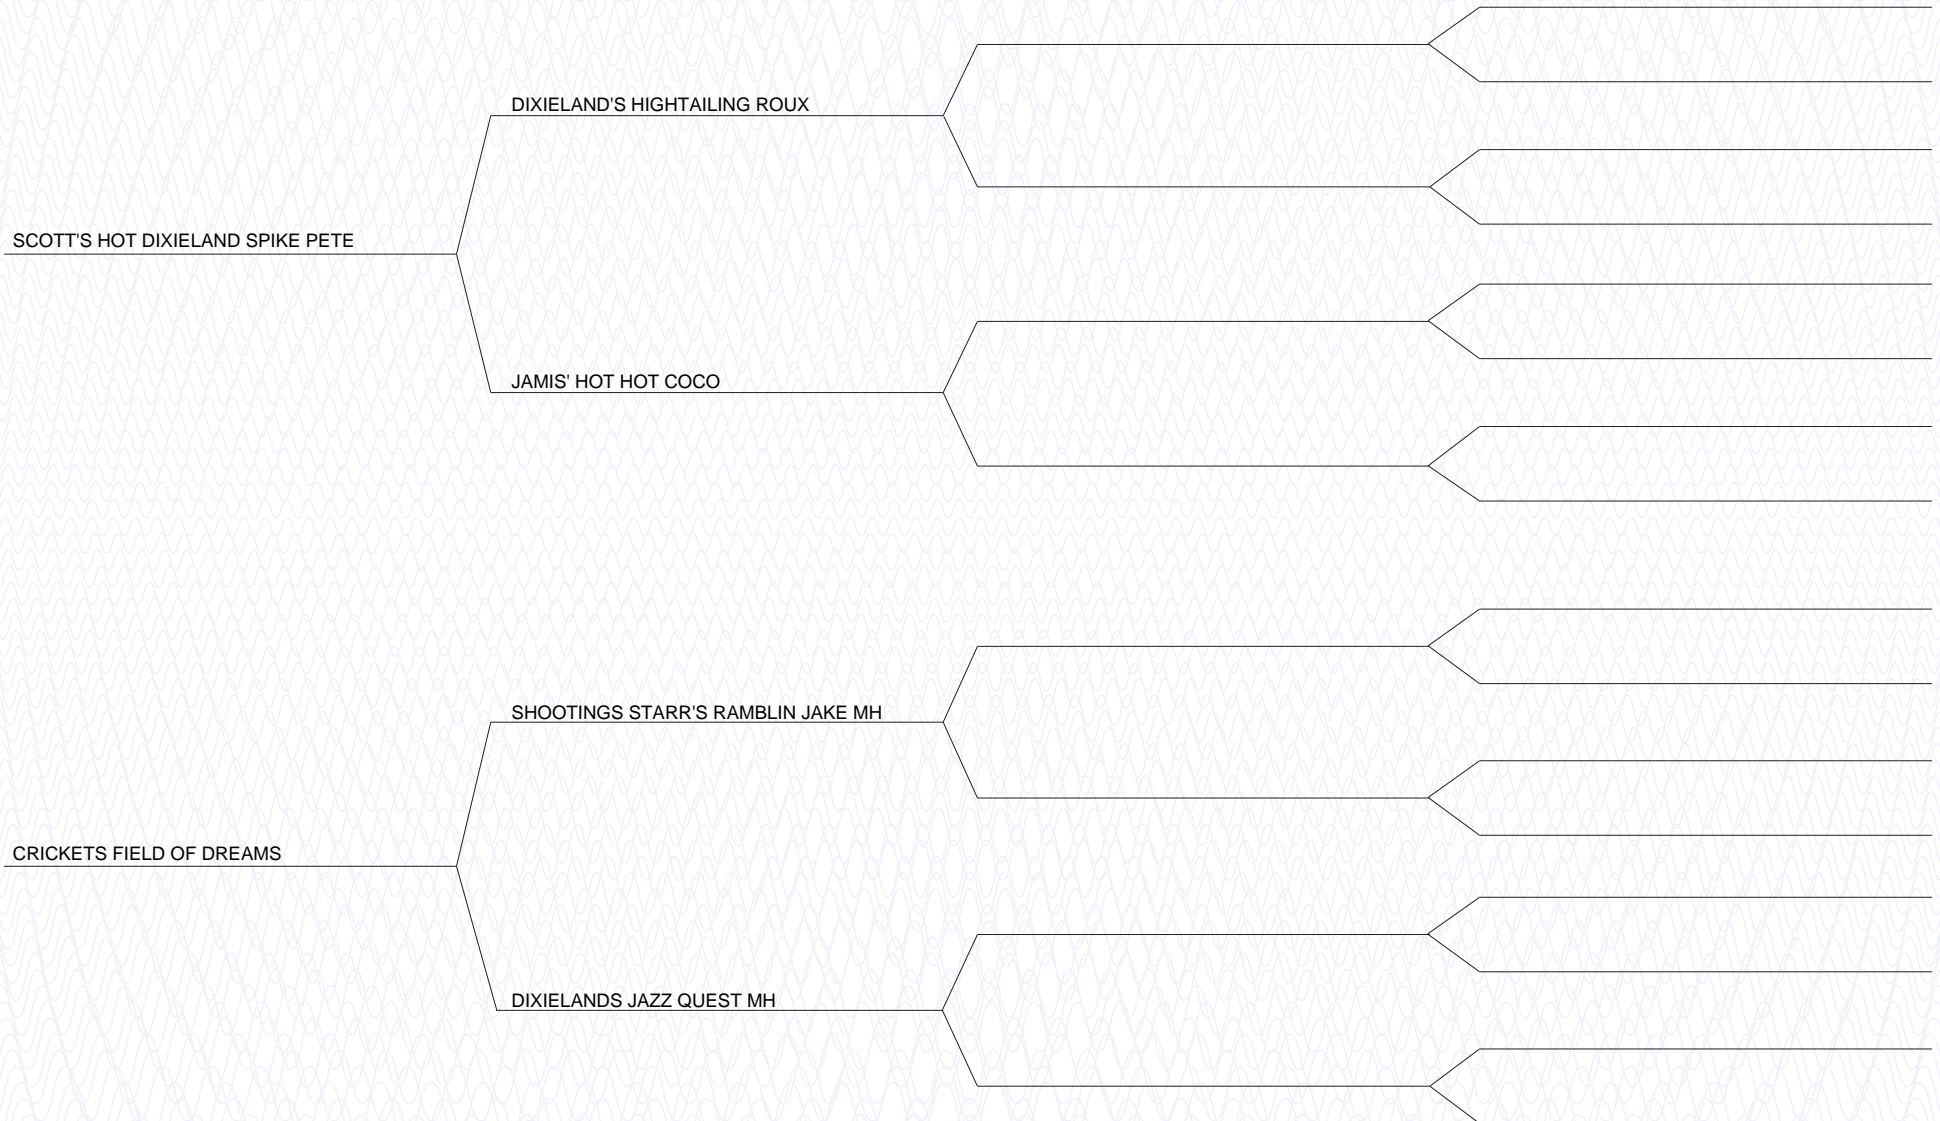 DIXIELAND'S HIGHTAILING ROUX
SCOTT'S HOT DIXIELAND SPIKE PETE
JAMIS' HOT HOT COCO
SHOOTINGS STARR'S RAMBLIN JAKE MH
CRICKETS FIELD OF DREAMS
DIXIELANDS JAZZ QUEST MH